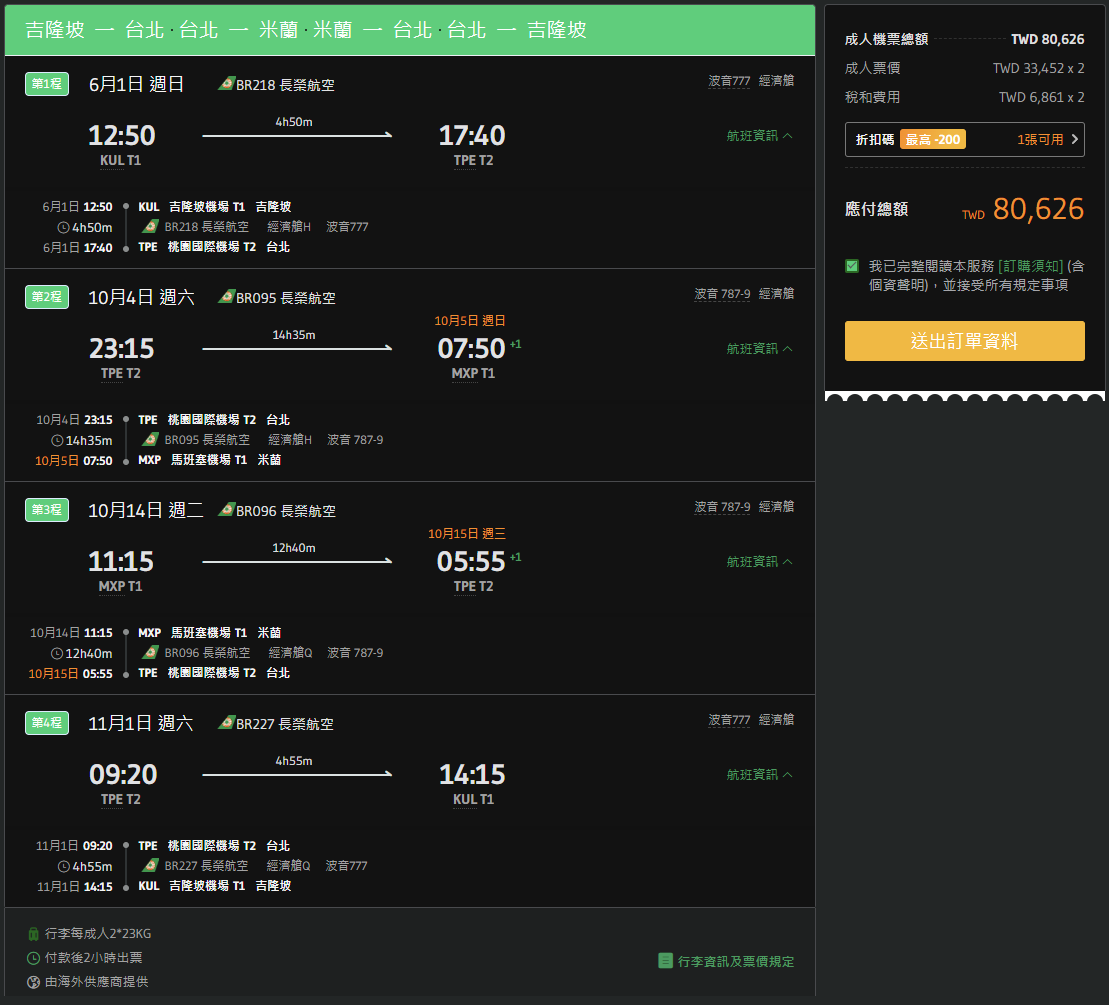 吉隆坡 一 台北 · 台北 一 米蘭 · 米蘭 一 台北 · 台北 一 吉隆坡
第1程 6月1日 週日 BR218 長榮航空 波音777 經濟艙
4h50m
12:50 17:40 航班資訊
KUL T1 TPE T2
6月1日 12:50 KUL 吉隆坡機場 T1 吉隆坡
4h50m BR218 長榮航空 經濟艙H 波音777
6月1日 17:40 TPE 桃園國際機場 T2 台北
第2程 10月4日 週六 BR095 長榮航空 波音 787-9 經濟艙
10月5日 週日
14h35m
23:15 07:50 +1 航班資訊
TPE T2 MXP T1
10月4日 23:15 TPE 桃園國際機場 T2 台北
14h35m BR095 長榮航空 經濟艙H 波音 787-9
10月5日 07:50 MXP 馬班塞機場 T1 米蘭
第3程 10月14日 週二 BR096 長榮航空 波音 787-9 經濟艙
10月15日 週三
12h40m
11:15 05:55 +1 航班資訊
MXP T1 TPE T2
10月14日 11:15 MXP 馬班塞機場 T1 米蘭
12h40m BR096 長榮航空 經濟艙Q 波音 787-9
10月15日 05:55 TPE 桃園國際機場 T2 台北
第4程 11月1日 週六 BR227 長榮航空 波音777 經濟艙
4h55m
09:20 14:15 航班資訊
TPE T2 KUL T1
11月1日 09:20 TPE 桃園國際機場 T2 台北
4h55m BR227 長榮航空 經濟艙Q 波音777
11月1日 14:15 KUL 吉隆坡機場 T1 吉隆坡
行李每成人2*23KG
付款後2小時出票
行李資訊及票價規定
由海外供應商提供
成人機票總額 TWD 80,626
成人票價 TWD 33,452 x 2
稅和費用 TWD 6,861 x 2
折扣碼 最高 -200 1張可用
應付總額 TWD 80,626
我已完整閱讀本服務 [訂購須知] (含
個資聲明)，並接受所有規定事項
送出訂單資料